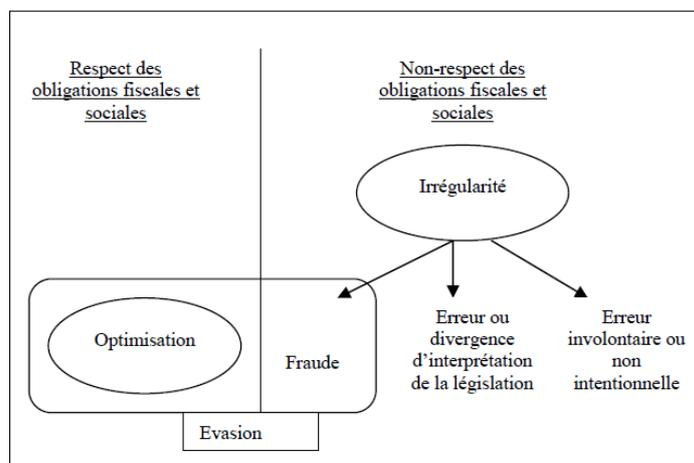 Respect des
obligations fiscales et
sociales
Non-respect des
obligations fiscales et
sociales
Irrégularité
Optimisation
Fraude
Erreur ou
divergence
d'interprétation
de la législation
Erreur
involontaire ou
non
intentionnelle
Evasion